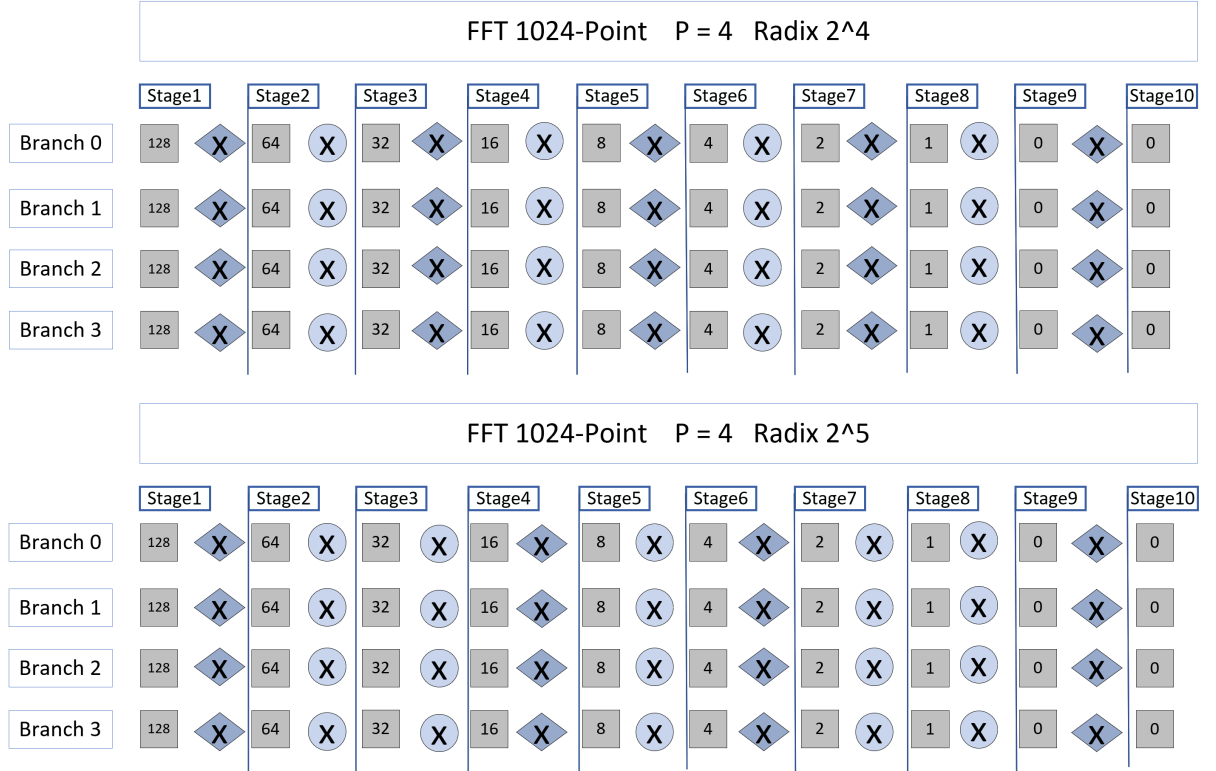 FFT 1024-Point P = 4 Radix 2^4
Stage1 Stage2 Stage3 Stage4 Stage5 Stage6 Stage7 Stage8 Stage9 Stage10
Branch 0 128 X 64 X 32 X 16 X 8 X 4 X 2 X 1 X 0 X 0
Branch 1 128 X 64 X 32 X 16 X 8 X 4 X 2 X 1 X 0 X 0
Branch 2 128 X 64 X 32 X 16 X 8 X 4 X 2 X 1 X 0 X 0
Branch 3 128 X 64 X 32 X 16 X 8 X 4 X 2 X 1 X 0 X 0
FFT 1024-Point P = 4 Radix 2^5
Stage1 Stage2 Stage3 Stage4 Stage5 Stage6 Stage7 Stage8 Stage9 Stage10
Branch 0 128 X 64 X 32 X 16 X 8 X 4 X 2 X 1 X 0 X 0
Branch 1 128 X 64 X 32 X 16 X 8 X 4 X 2 X 1 X 0 X 0
Branch 2 128 X 64 X 32 X 16 X 8 X 4 X 2 X 1 X 0 X 0
Branch 3 128 X 64 X 32 X 16 X 8 X 4 X 2 X 1 X 0 X 0